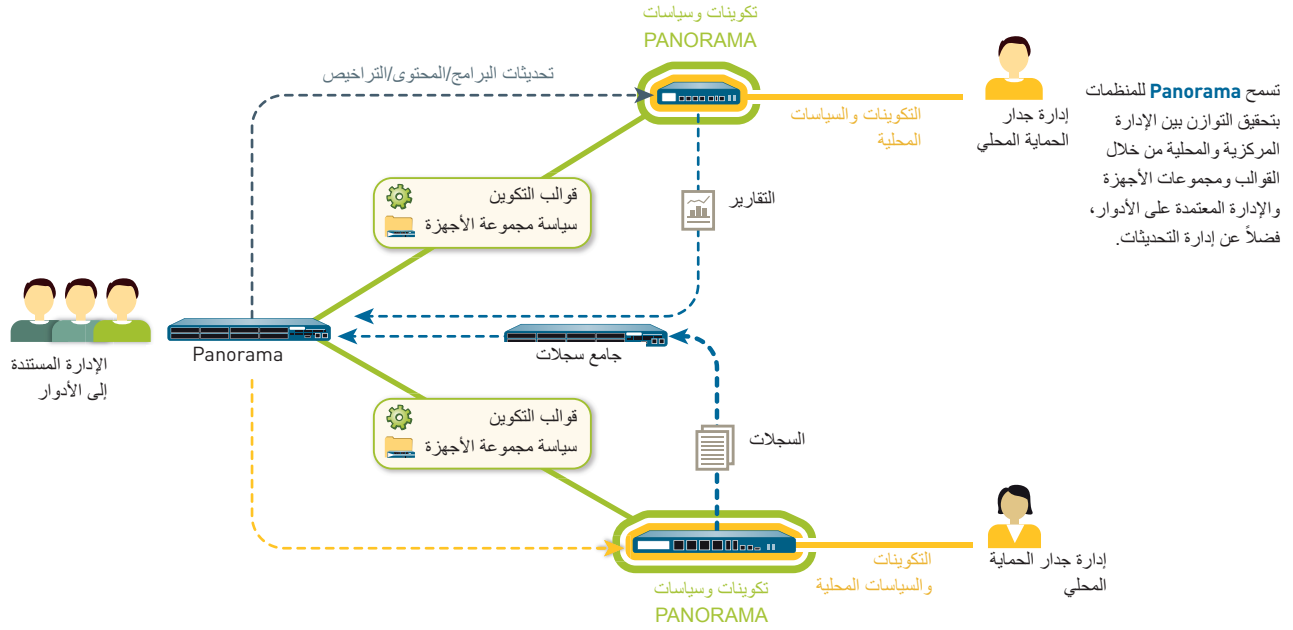 تكوينات وسياسات
PANORAMA
تحديثات البرامج/المحتوى/التراخيص
التكوينات والسياسات
المحلية
إدارة جدار
الحماية المحلي
تسمح Panorama للمنظمات
بتحقيق التوازن بين الإدارة
المركزية والمحلية من خلال
القوالب ومجموعات الأجهزة
والإدارة المعتمدة على الأدوار،
فضلاً عن إدارة التحديثات.
قوالب التكوين
سياسة مجموعة الأجهزة
التقارير
Panorama
جامع سجلات
الإدارة المستندة
إلى الأدوار
قوالب التكوين
سياسة مجموعة الأجهزة
السجلات
التكوينات
والسياسات المحلية
إدارة جدار الحماية
المحلي
تكوينات وسياسات
PANORAMA